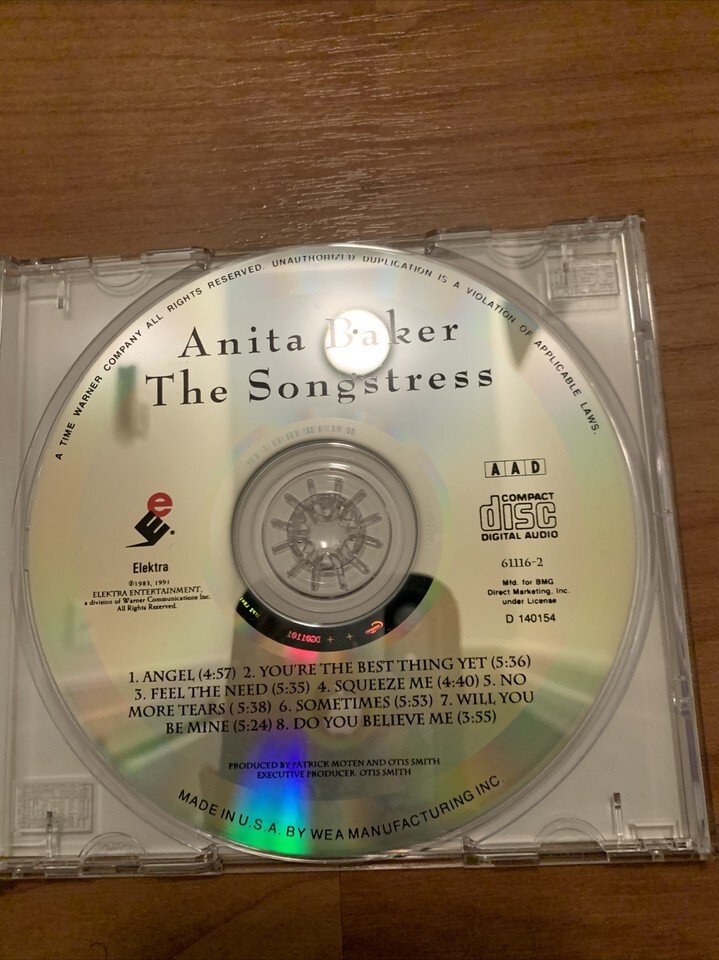 A TIME WARNER COMPANY ALL RIGHTS RESERVED. UNAUTHORIZED DUPLICATION IS A VIOLATION OF APPLICABLE LAWS.
Anita Baker
The Songstress
AAD
COMPACT
disc
DIGITAL AUDIO
61116-2
Mfd. for BMG
Direct Marketing, Inc.
under License
D 140154
e
Elektra
℗1983, 1991
ELEKTRA ENTERTAINMENT,
a division of Warner Communications Inc.
All Rights Reserved.
1. ANGEL (4:57) 2. YOU'RE THE BEST THING YET (5:36)
3. FEEL THE NEED (5:35) 4. SQUEEZE ME (4:40) 5. NO
MORE TEARS ( 5:38) 6. SOMETIMES (5:53) 7. WILL YOU
BE MINE (5:24) 8. DO YOU BELIEVE ME (3:55)
PRODUCED BY PATRICK MOTEN AND OTIS SMITH
EXECUTIVE PRODUCER: OTIS SMITH
MADE IN U.S.A. BY WEA MANUFACTURING INC.